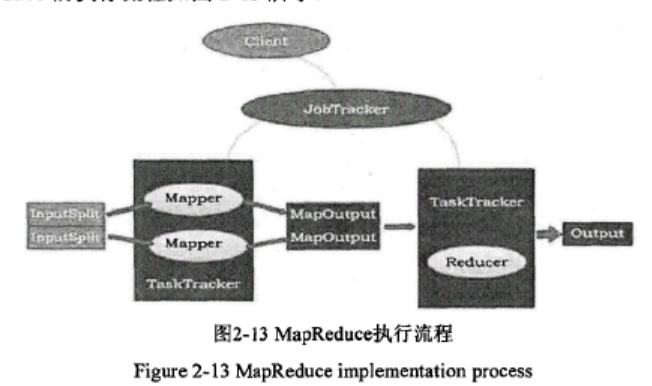 Client
JobTracker
Mapper
InputSplit
MapOutput
InputSplit
Mapper
MapOutput
TaskTracker
TaskTracker
Reducer
Output
图2-13 MapReduce执行流程
Figure 2-13 MapReduce implementation process